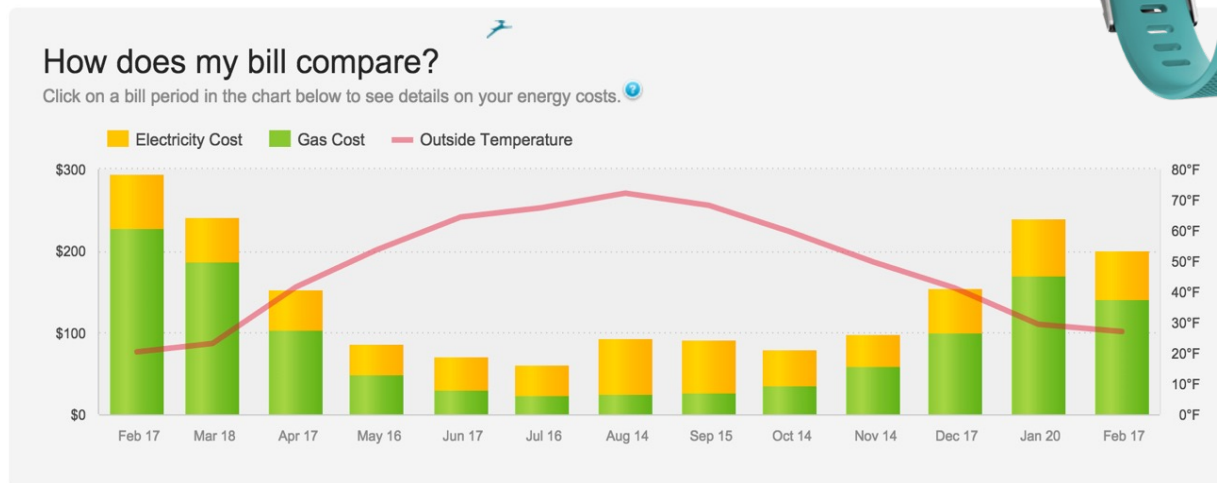 How does my bill compare?
Click on a bill period in the chart below to see details on your energy costs. ?
Electricity Cost Gas Cost Outside Temperature
$300 80°F
70°F
60°F
$200 50°F
40°F
$100 30°F
20°F
10°F
$0 0°F
Feb 17 Mar 18 Apr 17 May 16 Jun 17 Jul 16 Aug 14 Sep 15 Oct 14 Nov 14 Dec 17 Jan 20 Feb 17